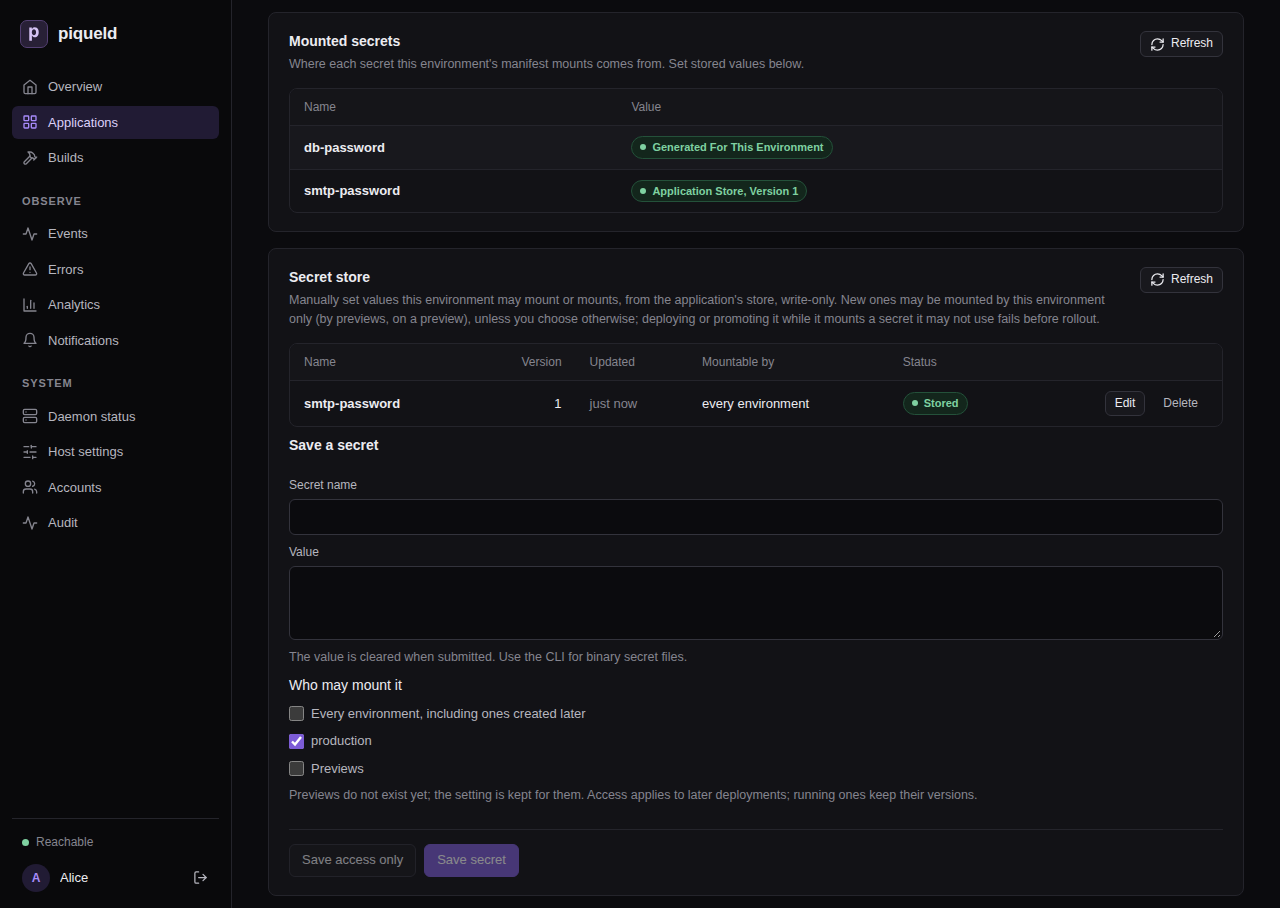 p piqueld
Overview
Applications
Builds
OBSERVE
Events
Errors
Analytics
Notifications
SYSTEM
Daemon status
Host settings
Accounts
Audit
Reachable
A Alice
Mounted secrets
Refresh
Where each secret this environment's manifest mounts comes from. Set stored values below.
Name Value
db-password Generated For This Environment
smtp-password Application Store, Version 1
Secret store
Refresh
Manually set values this environment may mount or mounts, from the application's store, write-only. New ones may be mounted by this environment
only (by previews, on a preview), unless you choose otherwise; deploying or promoting it while it mounts a secret it may not use fails before rollout.
Name Version Updated Mountable by Status
smtp-password 1 just now every environment Stored Edit Delete
Save a secret
Secret name
Value
The value is cleared when submitted. Use the CLI for binary secret files.
Who may mount it
Every environment, including ones created later
production
Previews
Previews do not exist yet; the setting is kept for them. Access applies to later deployments; running ones keep their versions.
Save access only Save secret